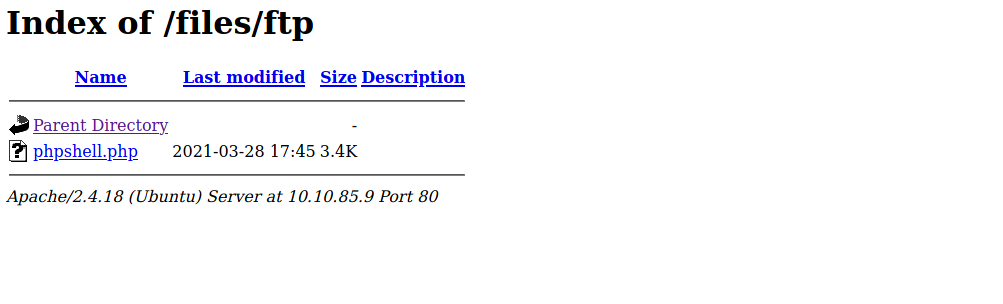 Index of /files/ftp
Name Last modified Size Description
Parent Directory -
phpshell.php 2021-03-28 17:45 3.4K
Apache/2.4.18 (Ubuntu) Server at 10.10.85.9 Port 80